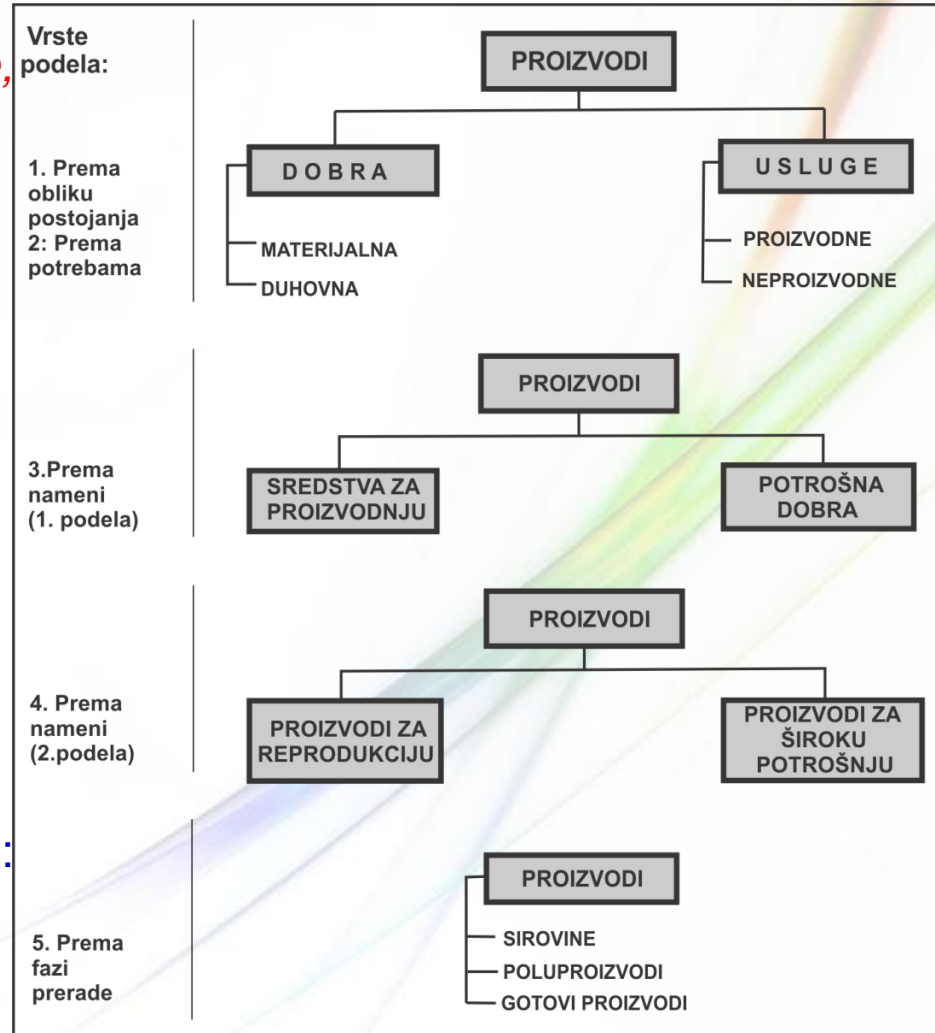 Vrste
podela:
PROIZVODI
1. Prema
obliku
postojanja
2: Prema
potrebama
D O B R A
MATERIJALNA
DUHOVNA
U S L U G E
PROIZVODNE
NEPROIZVODNE
3.Prema
nameni
(1. podela)
PROIZVODI
SREDSTVA ZA
PROIZVODNJU
POTROŠNA
DOBRA
4. Prema
nameni
(2.podela)
PROIZVODI
PROIZVODI ZA
REPRODUKCIJU
PROIZVODI ZA
ŠIROKU
POTROŠNJU
5. Prema
fazi
prerade
PROIZVODI
SIROVINE
POLUPROIZVODI
GOTOVI PROIZVODI